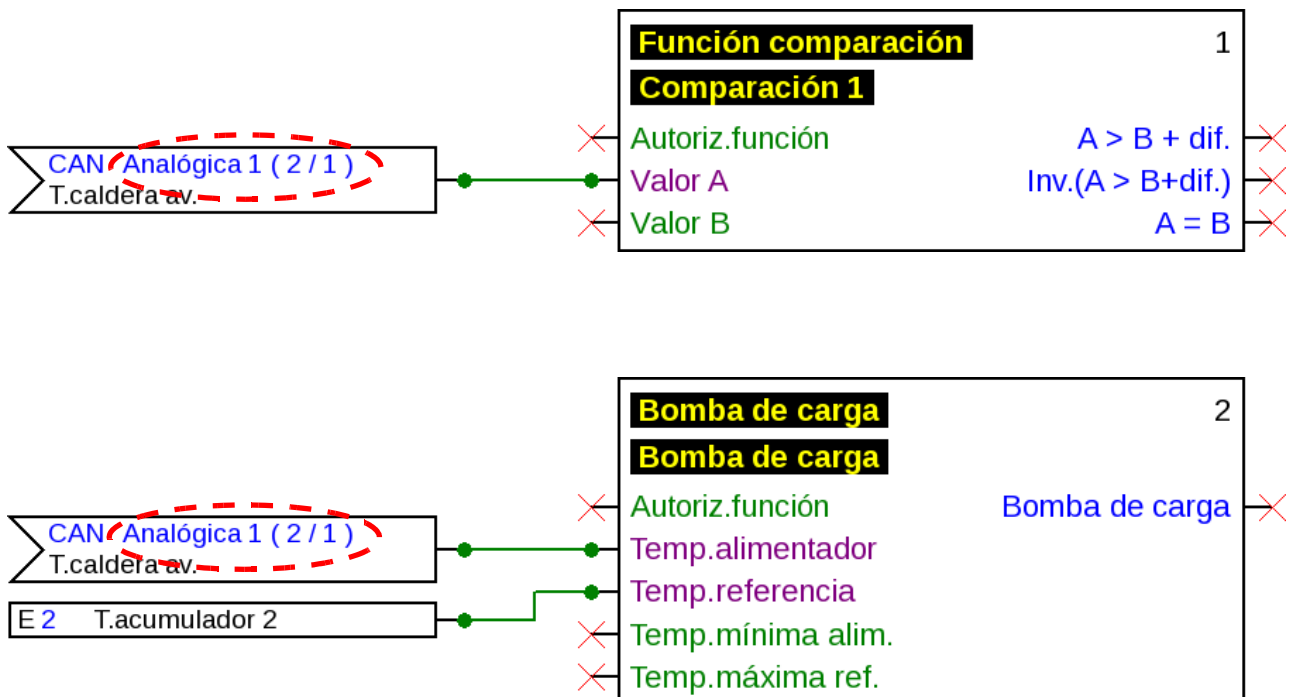 Función comparación 1
Comparación 1
Autoriz.función A > B + dif.
CAN Analógica 1 ( 2 / 1 )
T.caldera av.
Valor A Inv.(A > B+dif.)
Valor B A = B
Bomba de carga 2
Bomba de carga
Autoriz.función Bomba de carga
CAN Analógica 1 ( 2 / 1 )
T.caldera av.
Temp.alimentador
Temp.referencia
E 2 T.acumulador 2
Temp.mínima alim.
Temp.máxima ref.